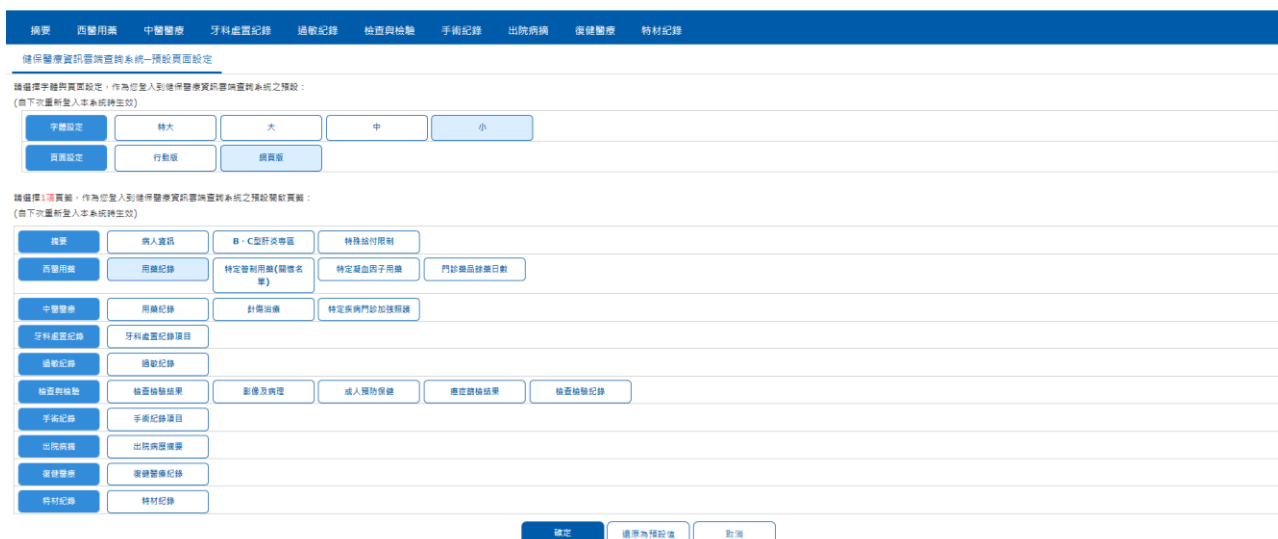 摘要 西醫用藥 中醫醫療 牙科處置紀錄 過敏紀錄 檢查與檢驗 手術紀錄 出院病摘 復健醫療 特材紀錄
健保醫療資訊雲端查詢系統─預設頁面設定
請選擇字體與頁面設定，作為您登入到健保醫療資訊雲端查詢系統之預設：
(自下次重新登入本系統時生效)
字體設定 特大 大 中 小
頁面設定 行動版 網頁版
請選擇1項頁籤，作為您登入到健保醫療資訊雲端查詢系統之預設開啟頁籤：
(自下次重新登入本系統時生效)
摘要 病人資訊 B、C型肝炎專區 特殊給付限制
西醫用藥 用藥紀錄 特定管制用藥(關懷名單) 特定凝血因子用藥 門診藥品餘藥日數
中醫醫療 用藥紀錄 針傷治療 特定疾病門診加強照護
牙科處置紀錄 牙科處置紀錄項目
過敏紀錄 過敏紀錄
檢查與檢驗 檢查檢驗結果 影像及病理 成人預防保健 癌症篩檢結果 檢查檢驗紀錄
手術紀錄 手術紀錄項目
出院病摘 出院病歷摘要
復健醫療 復健醫療紀錄
特材紀錄 特材紀錄
確定 還原為預設值 取消